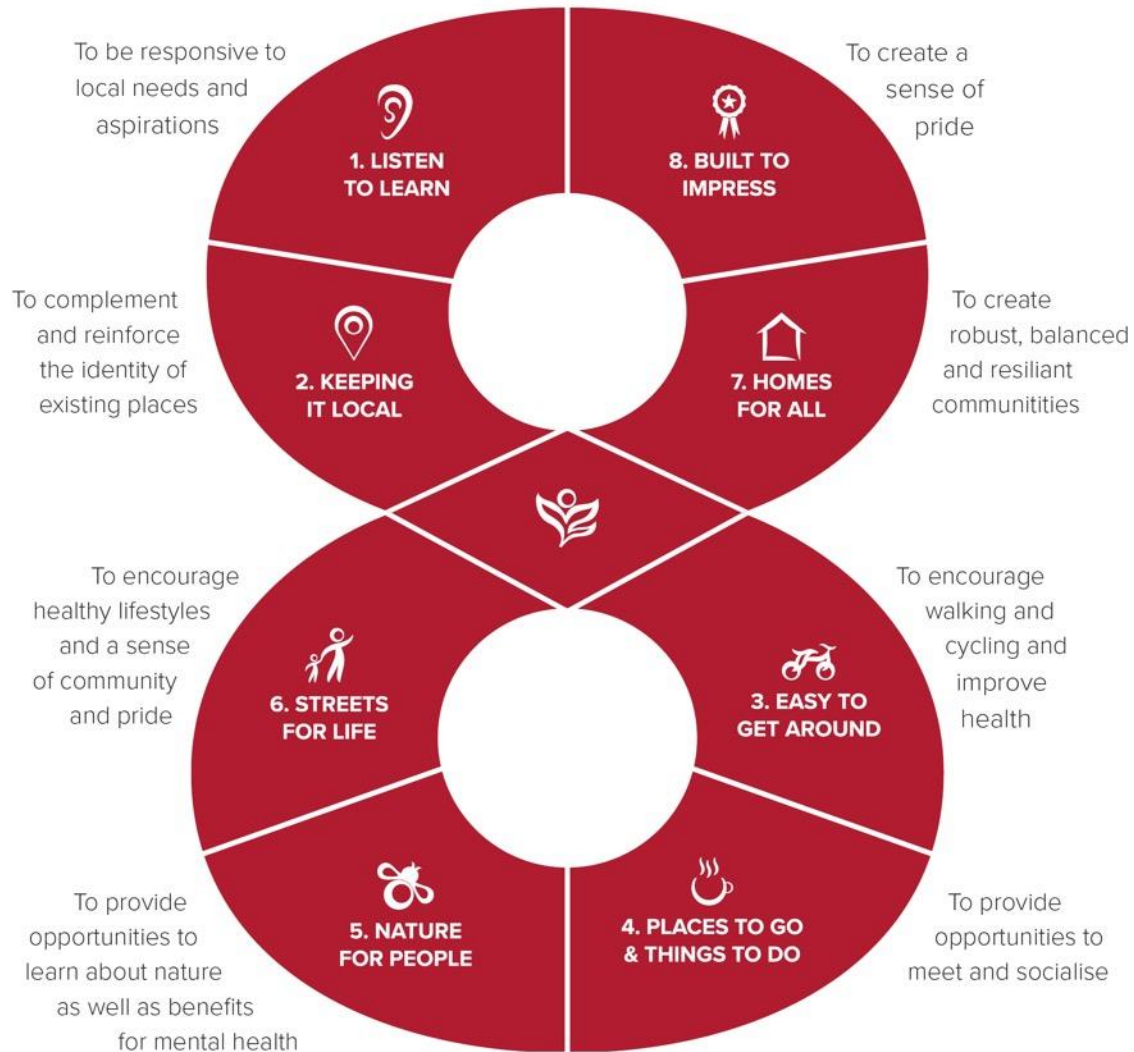 To be responsive to
local needs and
aspirations
1. LISTEN
TO LEARN
8. BUILT TO
IMPRESS
To create a
sense of
pride
To complement
and reinforce
the identity of
existing places
2. KEEPING
IT LOCAL
7. HOMES
FOR ALL
To create
robust, balanced
and resiliant
communitities
To encourage
healthy lifestyles
and a sense
of community
and pride
6. STREETS
FOR LIFE
3. EASY TO
GET AROUND
To encourage
walking and
cycling and
improve
health
To provide
opportunities to
learn about nature
as well as benefits
for mental health
5. NATURE
FOR PEOPLE
4. PLACES TO GO
& THINGS TO DO
To provide
opportunities to
meet and socialise